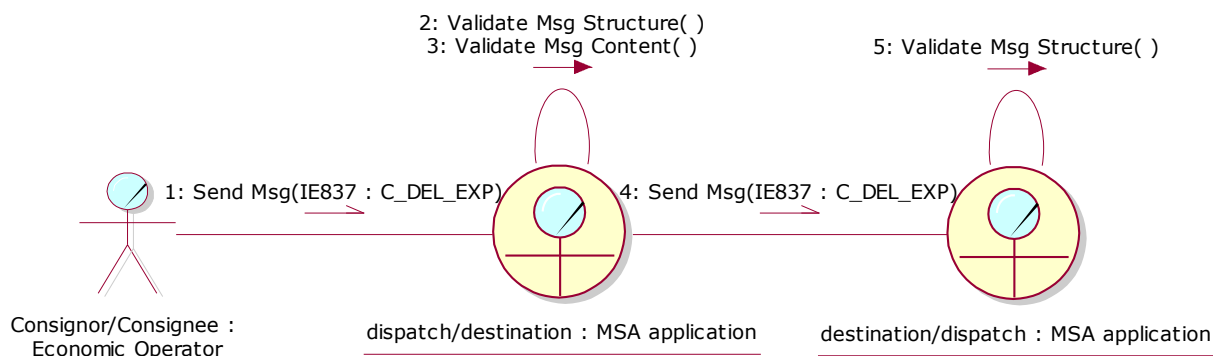 2: Validate Msg Structure( )
3: Validate Msg Content( )
5: Validate Msg Structure( )
1: Send Msg(IE837 : C_DEL_EXP)
4: Send Msg(IE837 : C_DEL_EXP)
Consignor/Consignee :
Economic Operator
dispatch/destination : MSA application
destination/dispatch : MSA application